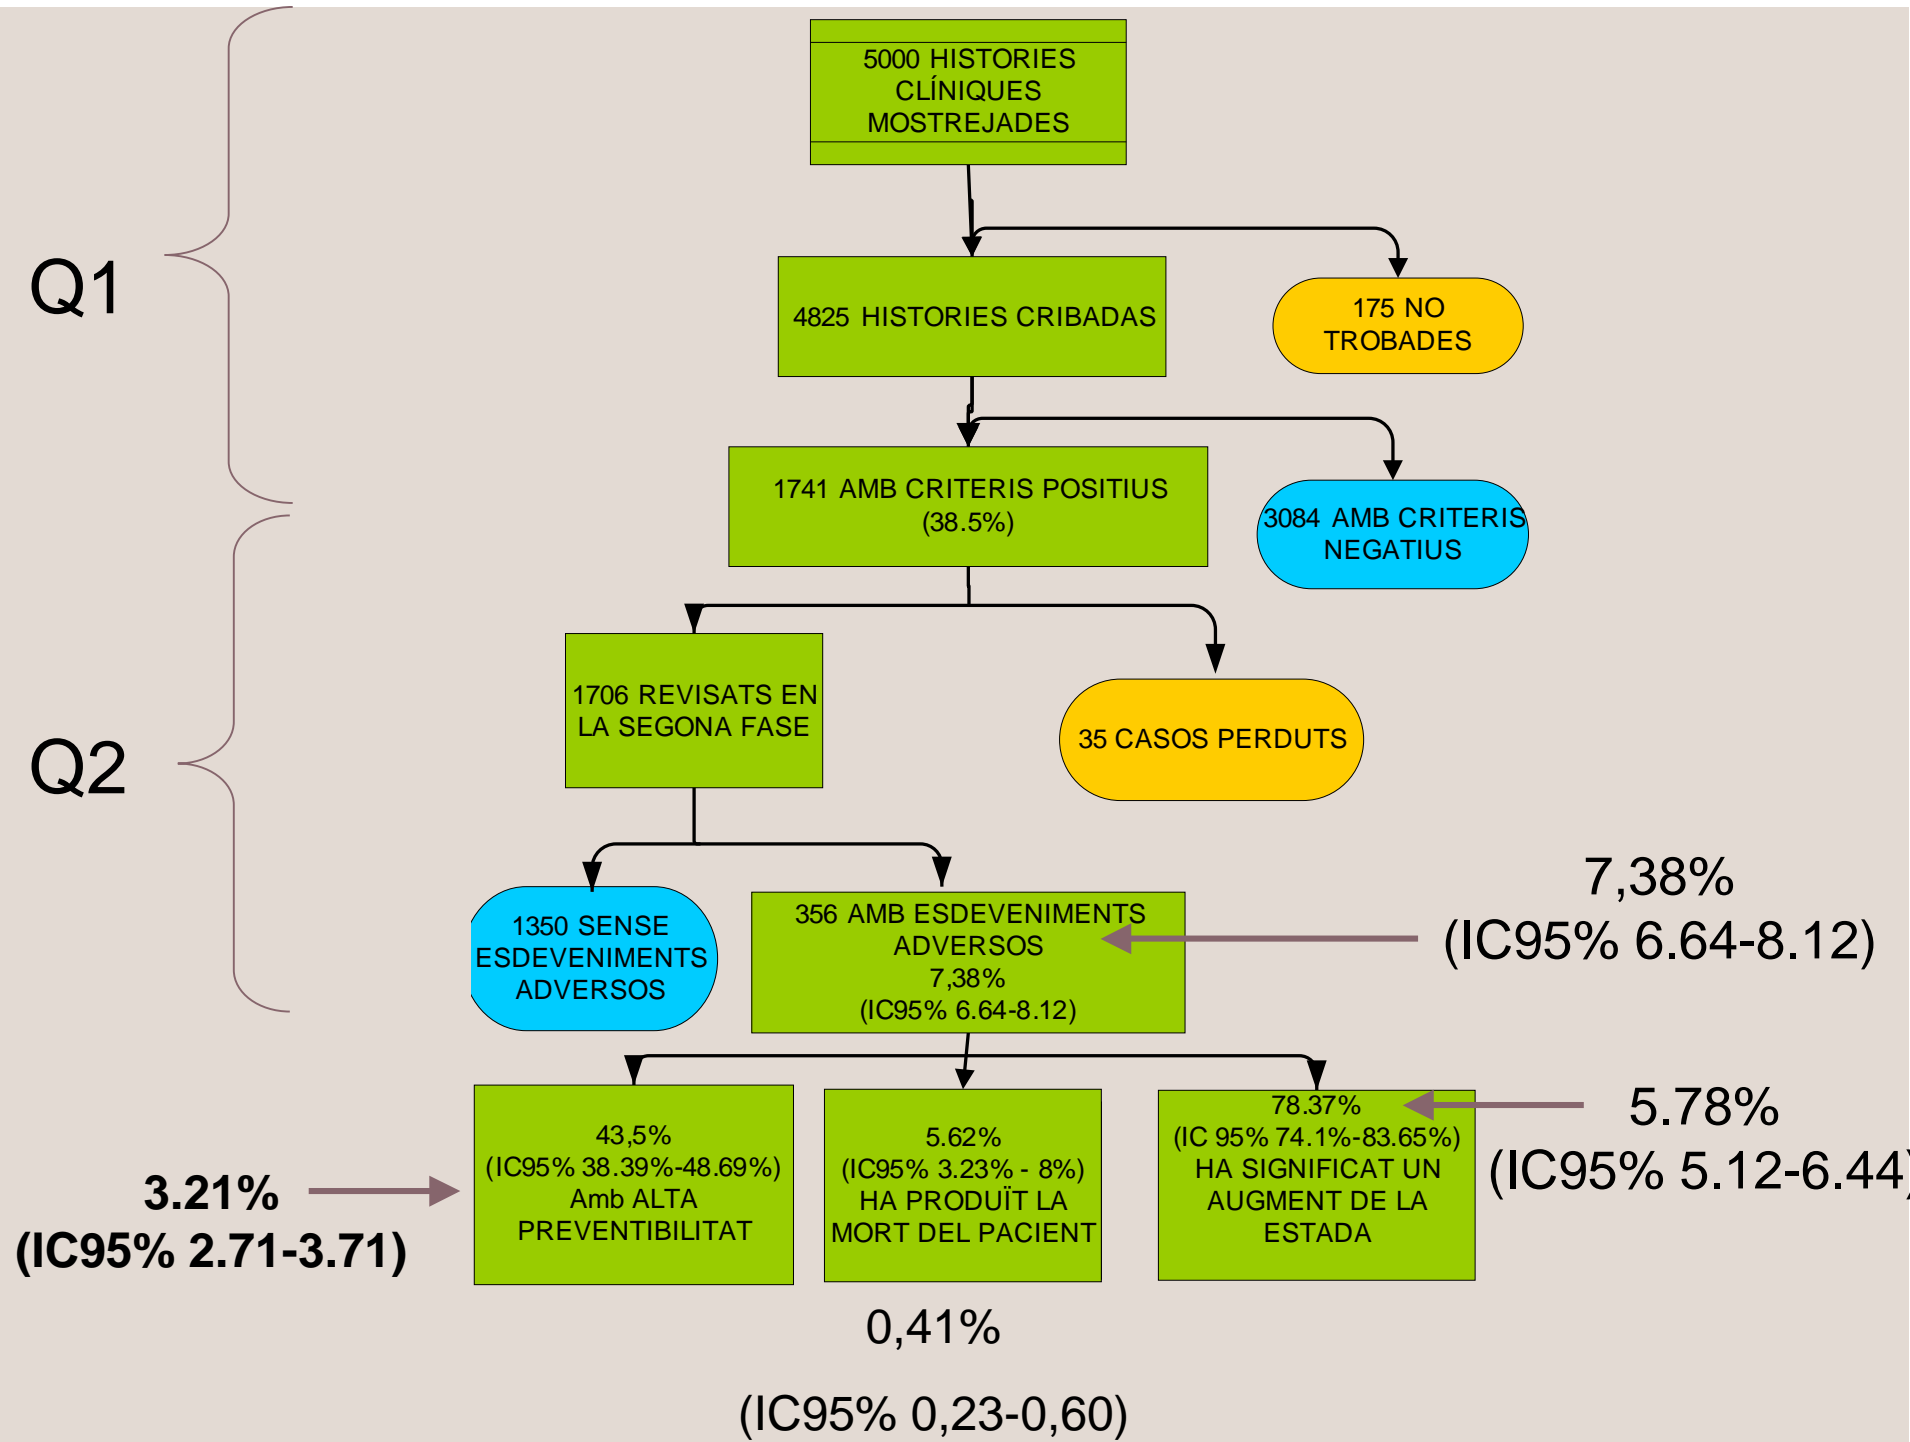 5000 HISTORIES
CLÍNIQUES
MOSTREJADES
Q1
4825 HISTORIES CRIBADAS
175 NO
TROBADES
1741 AMB CRITERIS POSITIUS
(38.5%)
3084 AMB CRITERIS
NEGATIUS
Q2
1706 REVISATS EN
LA SEGONA FASE
35 CASOS PERDUTS
1350 SENSE
ESDEVENIMENTS
ADVERSOS
356 AMB ESDEVENIMENTS
ADVERSOS
7,38%
(IC95% 6.64-8.12)
7,38%
(IC95% 6.64-8.12)
3.21%
(IC95% 2.71-3.71)
43,5%
(IC95% 38.39%-48.69%)
Amb ALTA
PREVENTIBILITAT
5.62%
(IC95% 3.23% - 8%)
HA PRODUÏT LA
MORT DEL PACIENT
78.37%
(IC 95% 74.1%-83.65%)
HA SIGNIFICAT UN
AUGMENT DE LA
ESTADA
5.78%
(IC95% 5.12-6.44)
0,41%
(IC95% 0,23-0,60)